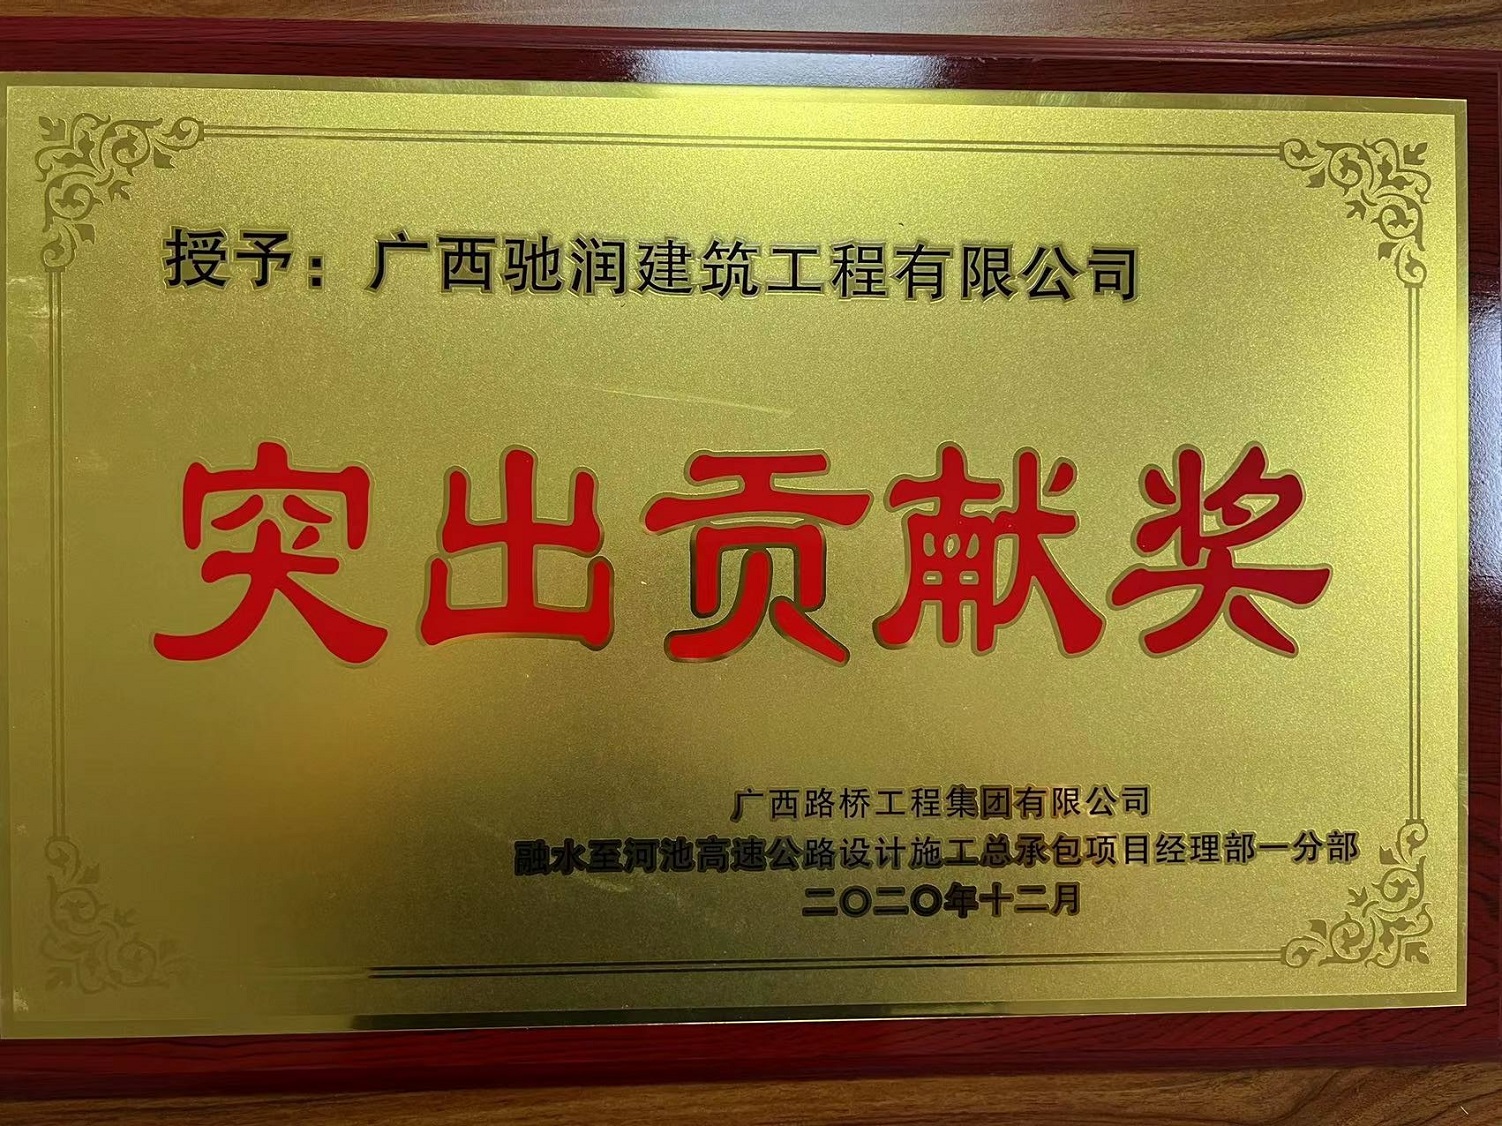 授予：广西驰润建筑工程有限公司
突出贡献奖
广西路桥工程集团有限公司
融水至河池高速公路设计施工总承包项目经理部一分部
二〇二〇年十二月